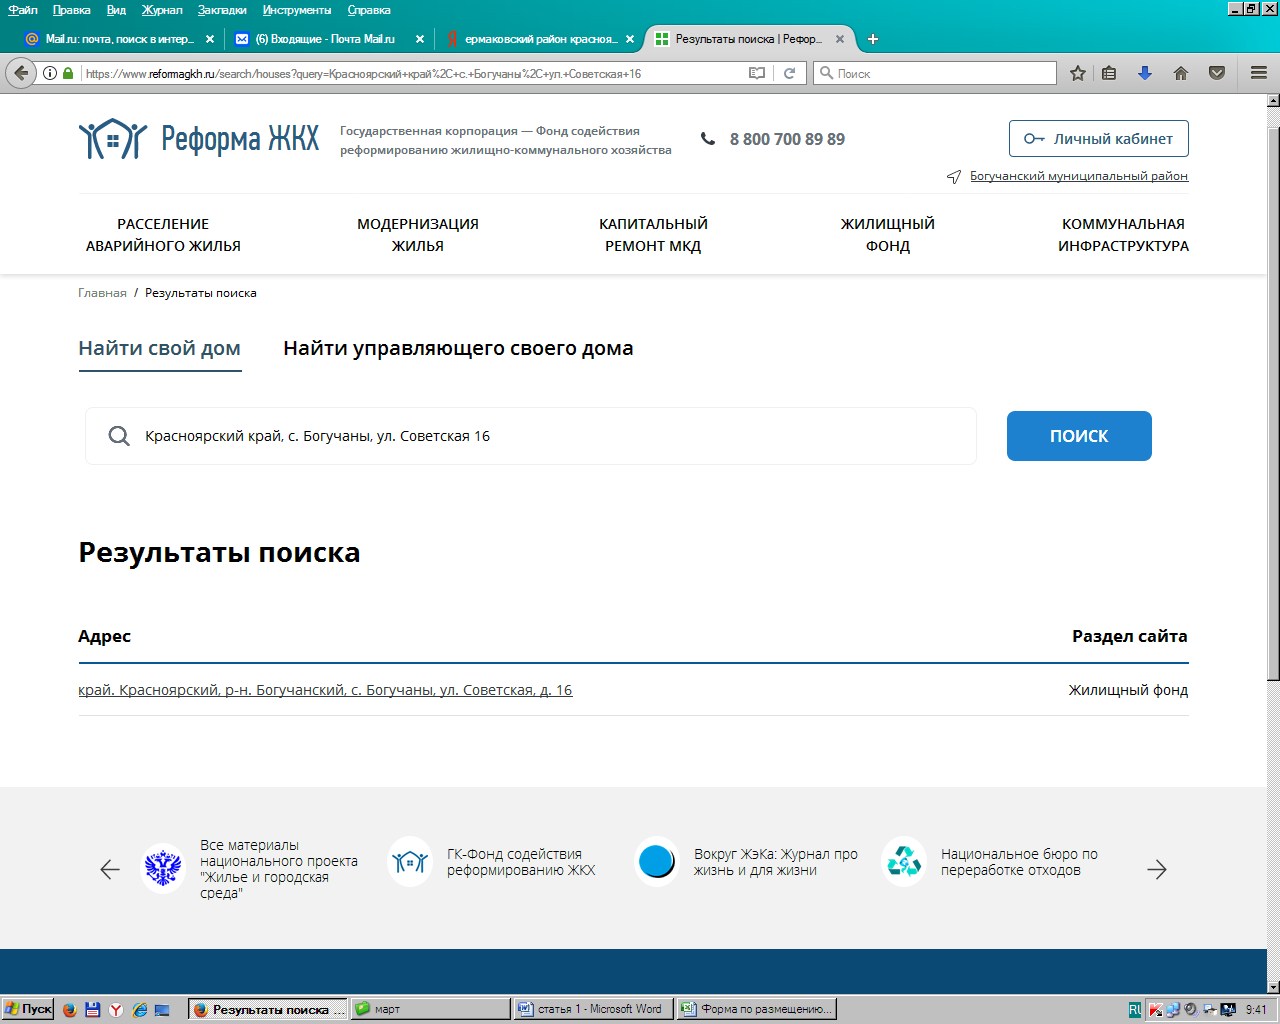 Файл Правка Вид Журнал Закладки Инструменты Справка
Mail.ru: почта, поиск в интер... (6) Входящие - Почта Mail.ru ермаковский район красноя... Результаты поиска | Рефор...
https://www.reformagkh.ru/search/houses?query=Красноярский+край%2C+с.+Богучаны%2C+ул.+Советская+16 Поиск
Реформа ЖКХ
Государственная корпорация — Фонд содействия
реформированию жилищно-коммунального хозяйства
8 800 700 89 89
Личный кабинет
Богучанский муниципальный район
РАССЕЛЕНИЕ
АВАРИЙНОГО ЖИЛЬЯ
МОДЕРНИЗАЦИЯ
ЖИЛЬЯ
КАПИТАЛЬНЫЙ
РЕМОНТ МКД
ЖИЛИЩНЫЙ
ФОНД
КОММУНАЛЬНАЯ
ИНФРАСТРУКТУРА
Главная / Результаты поиска
Найти свой дом Найти управляющего своего дома
Красноярский край, с. Богучаны, ул. Советская 16 ПОИСК
Результаты поиска
Адрес Раздел сайта
край. Красноярский, р-н. Богучанский, с. Богучаны, ул. Советская, д. 16 Жилищный фонд
Все материалы
национального проекта
"Жилье и городская
среда"
ГК-Фонд содействия
реформированию ЖКХ
Вокруг ЖэКа: Журнал про
жизнь и для жизни
Национальное бюро по
переработке отходов
Пуск Результаты поиска ... март статья 1 - Microsoft Word Форма по размещению... 9:41